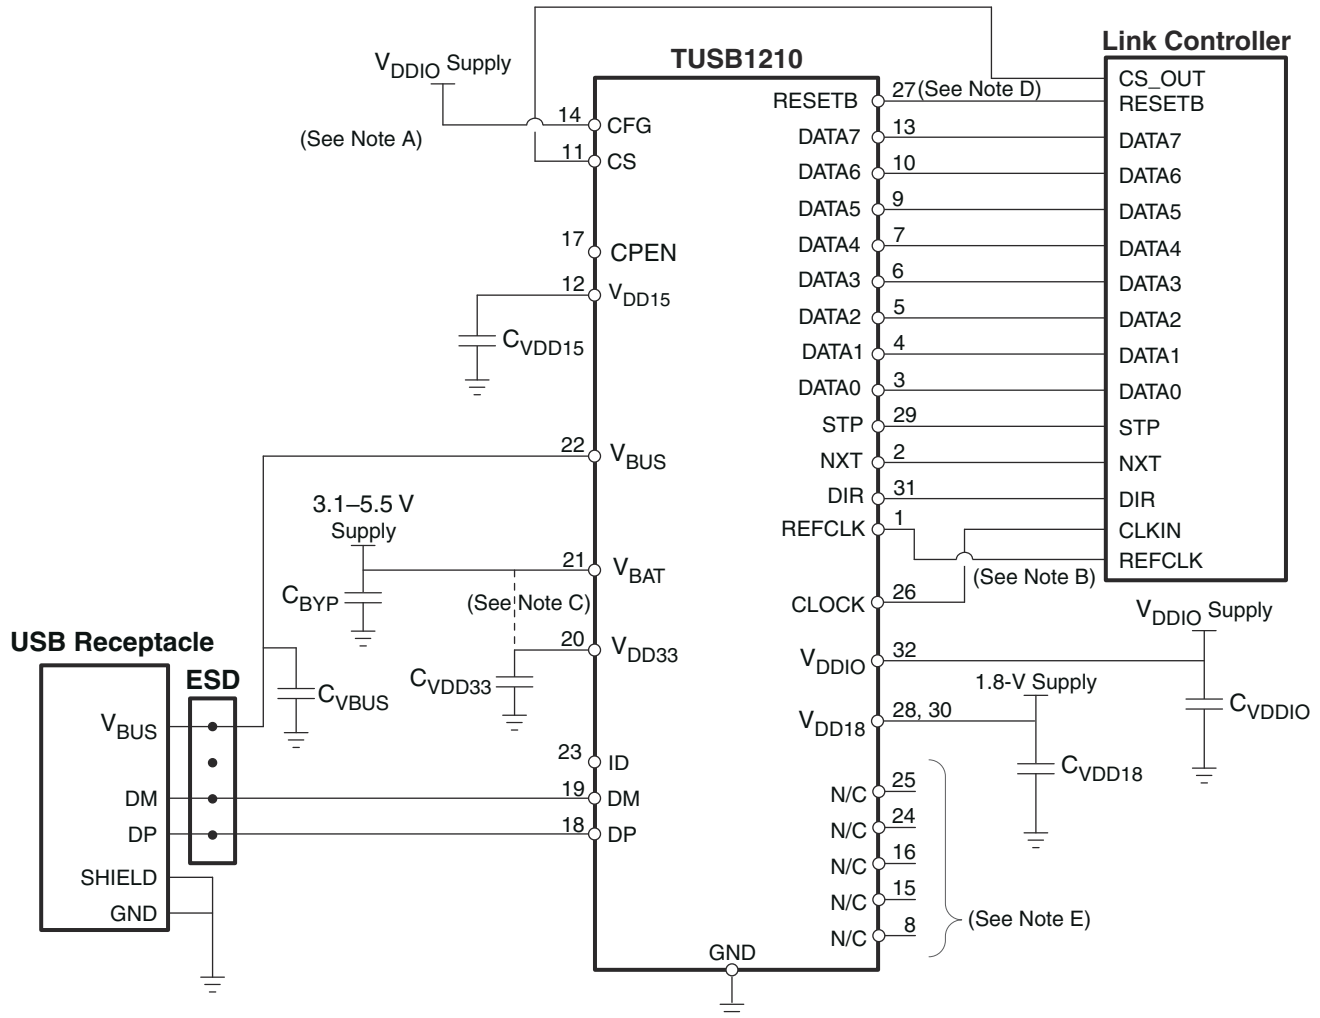 TUSB1210
Link Controller
VDDIO Supply
(See Note A)
14 CFG
11 CS
17 CPEN
12 VDD15
CVDD15
22 VBUS
3.1–5.5 V
Supply
21 VBAT
CBYP
(See Note C)
20 VDD33
CVDD33
USB Receptacle
ESD
CVBUS
VBUS
23 ID
DM
19 DM
DP
18 DP
SHIELD
GND
GND
RESETB 27 (See Note D)
DATA7 13
DATA6 10
DATA5 9
DATA4 7
DATA3 6
DATA2 5
DATA1 4
DATA0 3
STP 29
NXT 2
DIR 31
REFCLK 1
(See Note B)
CLOCK 26
VDDIO 32
VDD18 28, 30
N/C 25
N/C 24
N/C 16
N/C 15
N/C 8
(See Note E)
CS_OUT
RESETB
DATA7
DATA6
DATA5
DATA4
DATA3
DATA2
DATA1
DATA0
STP
NXT
DIR
CLKIN
REFCLK
VDDIO Supply
1.8-V Supply
CVDDIO
CVDD18